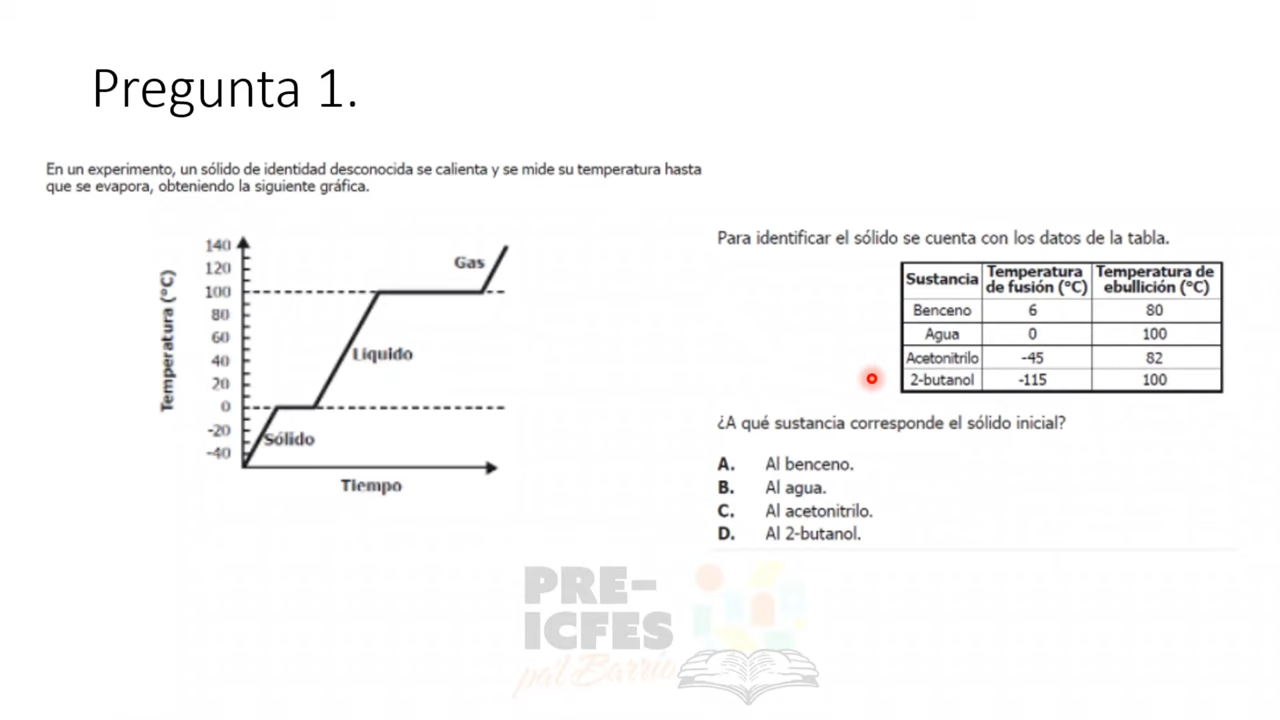 Pregunta 1.
En un experimento, un sólido de identidad desconocida se calienta y se mide su temperatura hasta
que se evapora, obteniendo la siguiente gráfica.
Temperatura (°C)
140
120
100
80
60
40
20
0
-20
-40
Gas
Líquido
Sólido
Tiempo
Para identificar el sólido se cuenta con los datos de la tabla.
Sustancia Temperatura de fusión (°C) Temperatura de ebullición (°C)
Benceno 6 80
Agua 0 100
Acetonitrilo -45 82
2-butanol -115 100
¿A qué sustancia corresponde el sólido inicial?
A. Al benceno.
B. Al agua.
C. Al acetonitrilo.
D. Al 2-butanol.
PRE-
ICFES
pal Barrio